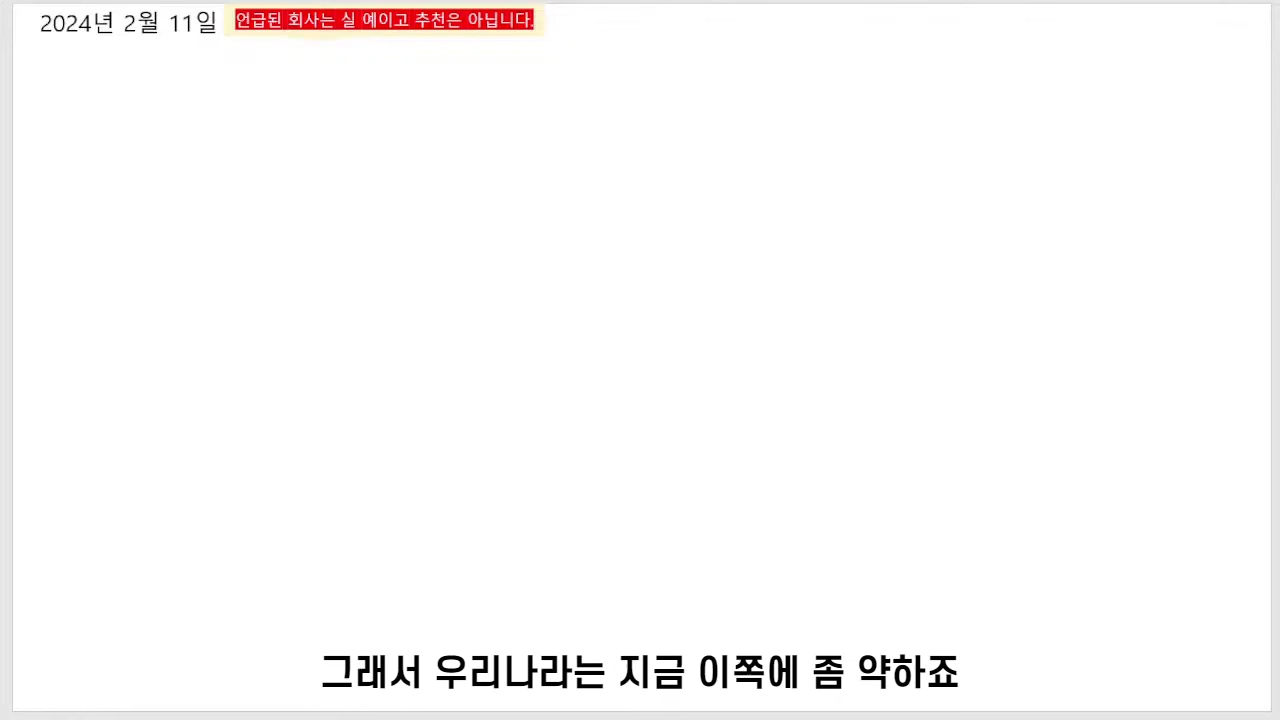 2024년 2월 11일 언급된 회사는 실 예이고 추천은 아닙니다.
그래서 우리나라는 지금 이쪽에 좀 약하죠